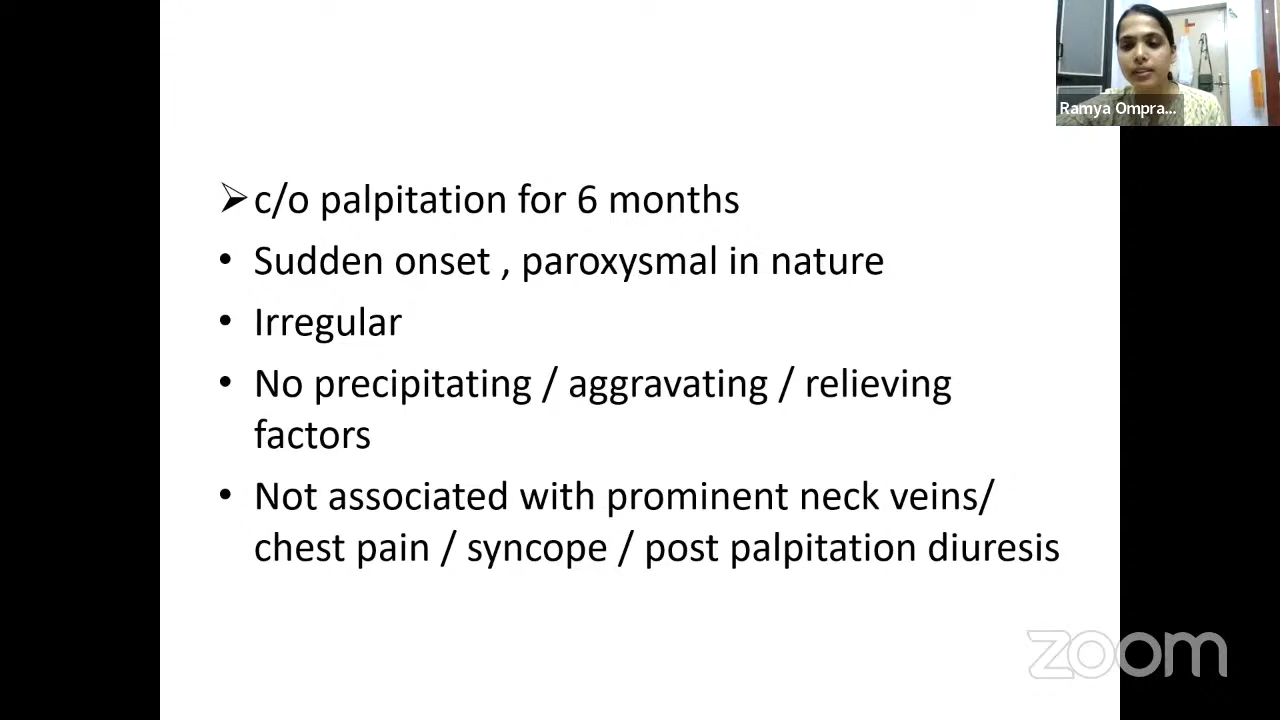 Ramya Ompra...
➢c/o palpitation for 6 months
• Sudden onset , paroxysmal in nature
• Irregular
• No precipitating / aggravating / relieving
factors
• Not associated with prominent neck veins/
chest pain / syncope / post palpitation diuresis
zoom